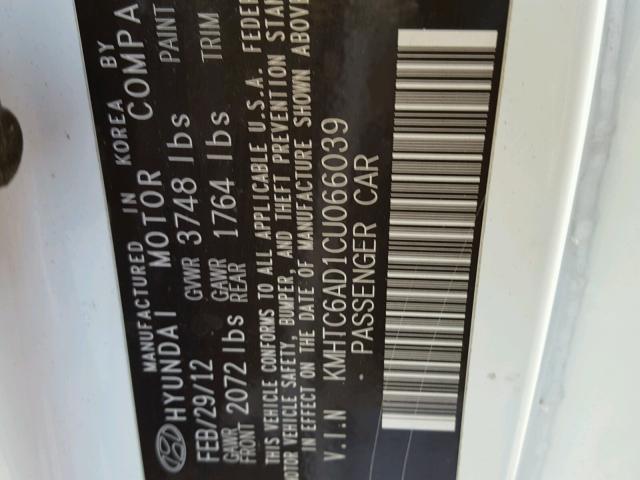 MANUFACTURED IN KOREA BY
HYUNDAI MOTOR COMPA
FEB/29/12 GVWR 3748 lbs PAINT
GAWR FRONT 2072 lbs GAWR REAR 1764 lbs TRIM
THIS VEHICLE CONFORMS TO ALL APPLICABLE U.S.A. FEDER
MOTOR VEHICLE SAFETY, BUMPER, AND THEFT PREVENTION STAN
IN EFFECT ON THE DATE OF MANUFACTURE SHOWN ABOVE
V.I.N KMHTC6AD1CU066039
- PASSENGER CAR